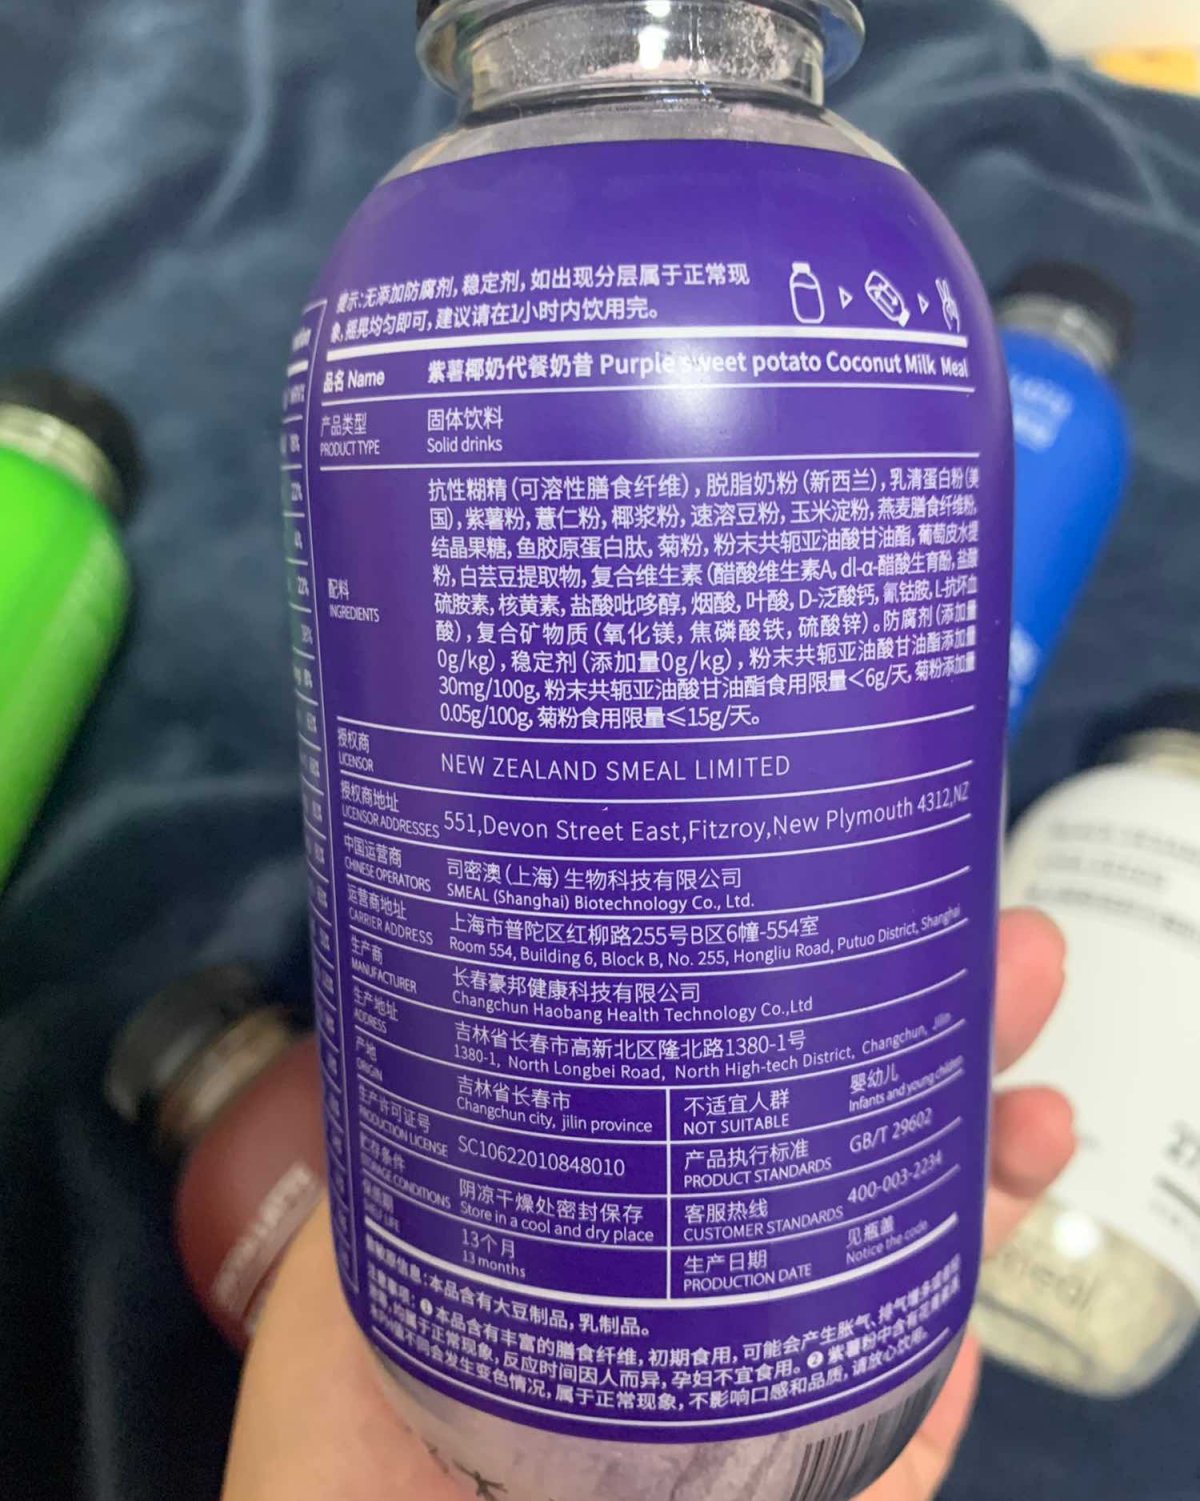 提示:无添加防腐剂,稳定剂,如出现分层属于正常现
象,摇晃均匀即可,建议请在1小时内饮用完。
品名 Name
紫薯椰奶代餐奶昔 Purple sweet potato Coconut Milk Meal
产品类型
PRODUCT TYPE
固体饮料
Solid drinks
配料
INGREDIENTS
抗性糊精(可溶性膳食纤维),脱脂奶粉(新西兰),乳清蛋白粉(美
国),紫薯粉,薏仁粉,椰浆粉,速溶豆粉,玉米淀粉,燕麦膳食纤维粉,
结晶果糖,鱼胶原蛋白肽,菊粉,粉末共轭亚油酸甘油酯,葡萄皮水提
粉,白芸豆提取物,复合维生素(醋酸维生素A,dl-α-醋酸生育酚,盐酸
硫胺素,核黄素,盐酸吡哆醇,烟酸,叶酸,D-泛酸钙,氰钴胺,L-抗坏血
酸),复合矿物质(氧化镁,焦磷酸铁,硫酸锌)。防腐剂(添加量
0g/kg),稳定剂(添加量0g/kg),粉末共轭亚油酸甘油酯添加量
30mg/100g,粉末共轭亚油酸甘油酯食用限量<6g/天,菊粉添加量
0.05g/100g,菊粉食用限量≤15g/天。
授权商
LICENSOR
NEW ZEALAND SMEAL LIMITED
授权商地址
LICENSOR ADDRESSES
551,Devon Street East,Fitzroy,New Plymouth 4312,NZ
中国运营商
CHINESE OPERATORS
司密澳(上海)生物科技有限公司
SMEAL (Shanghai) Biotechnology Co., Ltd.
运营商地址
CARRIER ADDRESS
上海市普陀区红柳路255号B区6幢-554室
Room 554, Building 6, Block B, No. 255, Hongliu Road, Putuo District, Shanghai
生产商
MANUFACTURER
长春豪邦健康科技有限公司
Changchun Haobang Health Technology Co.,Ltd
生产地址
ADDRESS
吉林省长春市高新北区隆北路1380-1号
1380-1, North Longbei Road, North High-tech District, Changchun, Jilin
产地
ORIGIN
吉林省长春市
Changchun city, jilin province
不适宜人群
NOT SUITABLE
婴幼儿
Infants and young children
生产许可证号
PRODUCTION LICENSE
SC10622010848010
产品执行标准
PRODUCT STANDARDS
GB/T 29602
贮存条件
STORAGE CONDITIONS
阴凉干燥处密封保存
Store in a cool and dry place
客服热线
CUSTOMER STANDARDS
400-003-2234
保质期
SHELF LIFE
13个月
13 months
生产日期
PRODUCTION DATE
见瓶盖
Notice the code
信息:本品含有大豆制品,乳制品。
注意事项:❶本品含有丰富的膳食纤维,初期食用,可能会产生胀气、排气增多
均属于正常现象,反应时间因人而异,孕妇不宜食用。❷紫薯粉中含有花青素
不同会发生变色情况,属于正常现象,不影响口感和品质,请放心饮用。